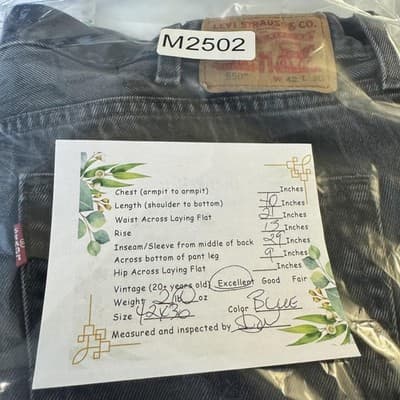 M2502
LEVI STRAUSS & CO.
550™ W 42 L 30
Chest (armpit to armpit) Inches
Length (shoulder to bottom) 40 Inches
Waist Across Laying Flat 21 Inches
Rise 13 Inches
Inseam/Sleeve from middle of back 29 Inches
Across bottom of pant leg 9 Inches
Hip Across Laying Flat Inches
Vintage (20+ years old) Excellent Good Fair
Weight 2 lb oz Color BLUE
Size 42x30
Measured and inspected by
LEVI'S